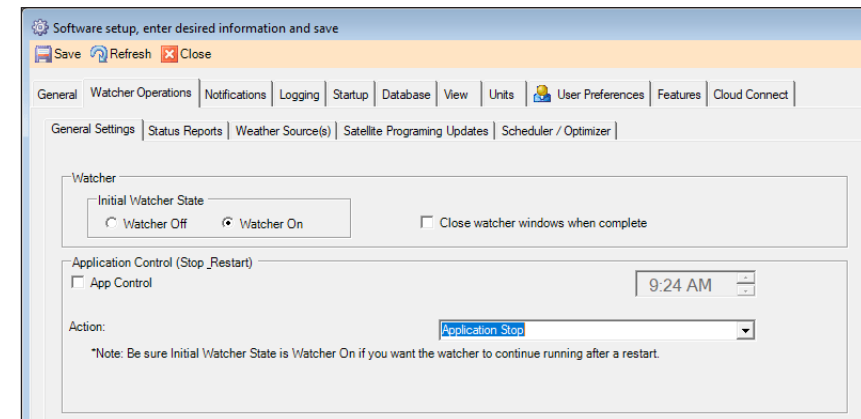 Software setup, enter desired information and save
Save Refresh Close
General Watcher Operations Notifications Logging Startup Database View Units User Preferences Features Cloud Connect
General Settings Status Reports Weather Source(s) Satellite Programing Updates Scheduler / Optimizer
Watcher
Initial Watcher State
Watcher Off Watcher On Close watcher windows when complete
Application Control (Stop_Restart)
App Control 9:24 AM
Action: Application Stop
*Note: Be sure Initial Watcher State is Watcher On if you want the watcher to continue running after a restart.